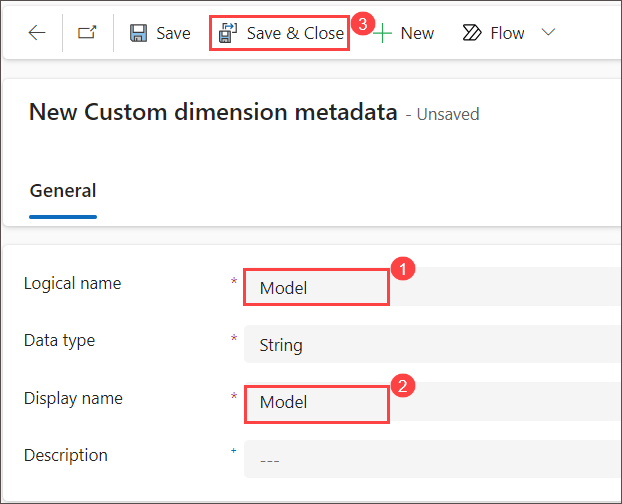 Save Save & Close 3 New Flow
New Custom dimension metadata - Unsaved
General
1
Logical name * Model
Data type * String
2
Display name * Model
Description + ---